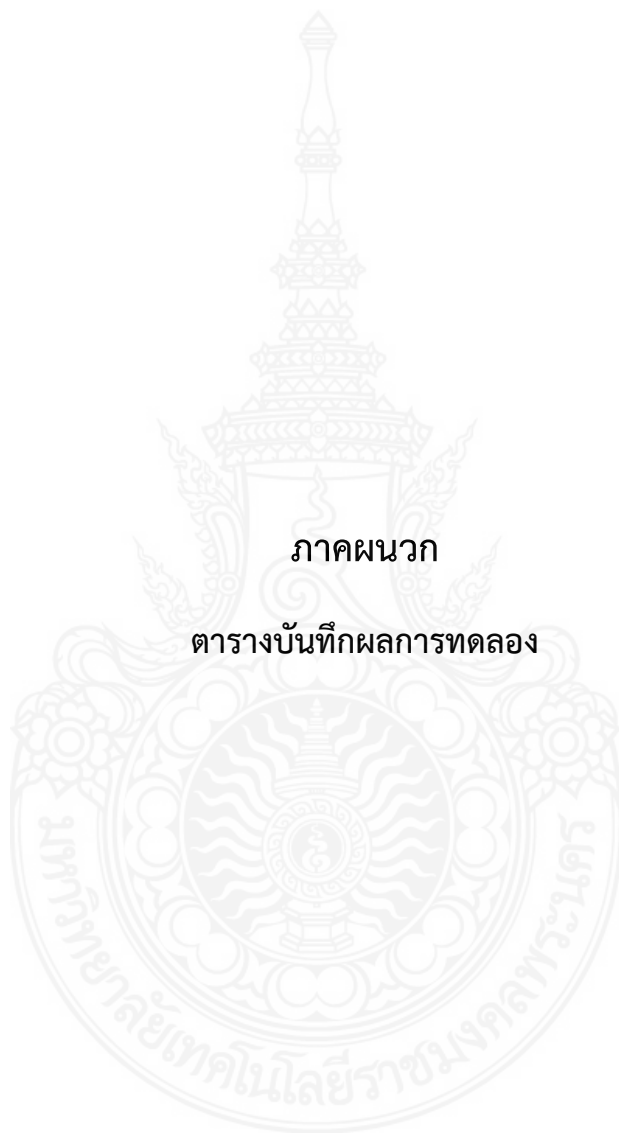 ภาคผนวก
ตารางบันทึกผลการทดลอง
มหาวิทยาลัยเทคโนโลยีราชมงคลพระนคร